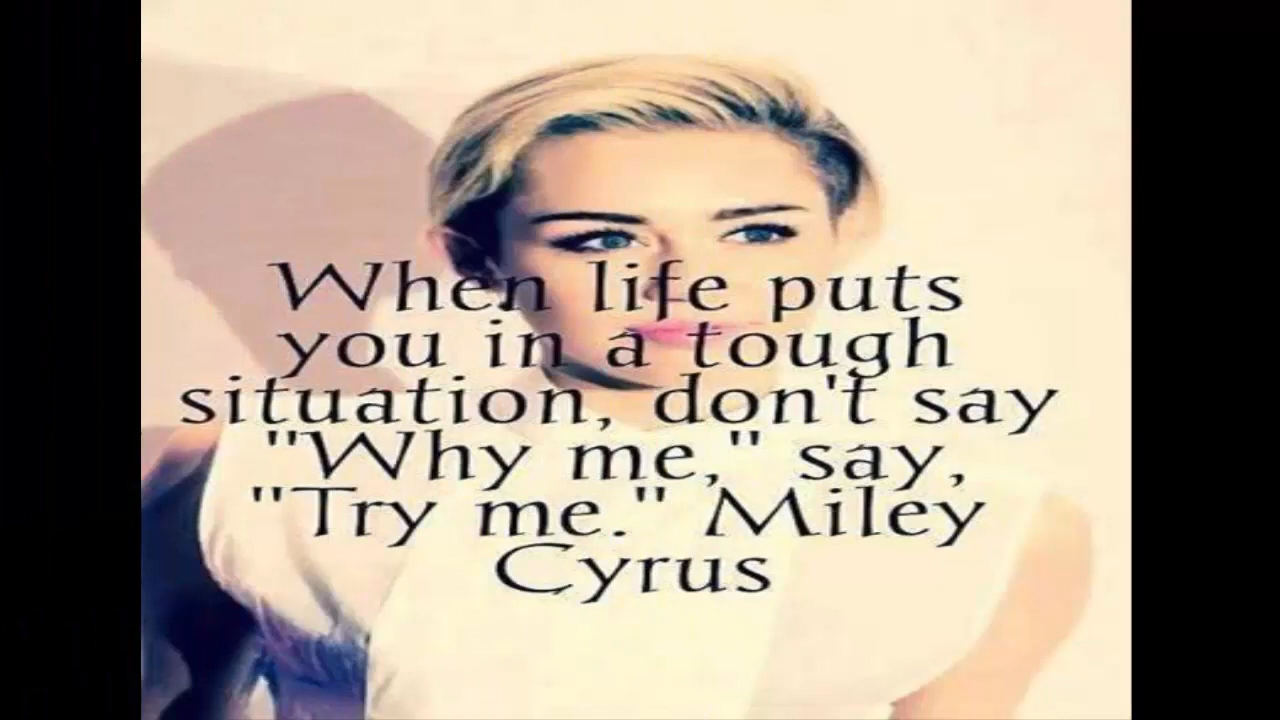 When life puts
you in a tough
situation, don't say
"Why me," say,
"Try me." Miley
Cyrus